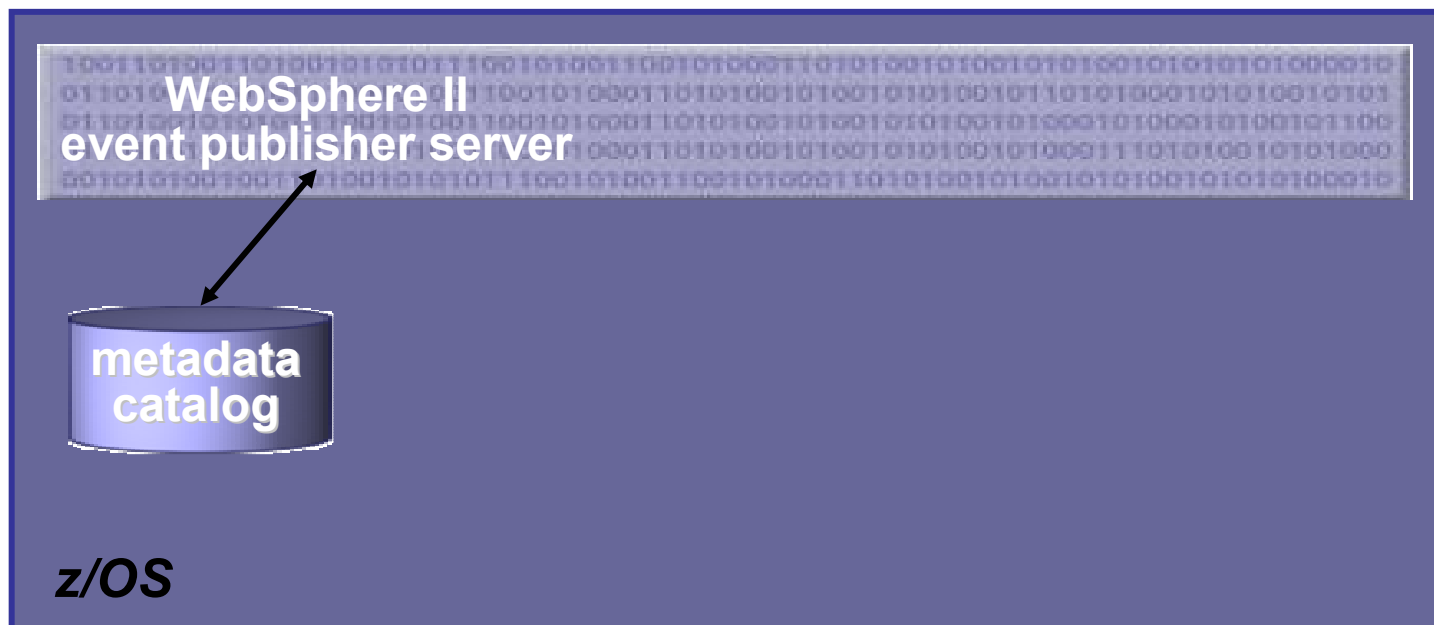 WebSphere II
event publisher server
metadata
catalog
z/OS